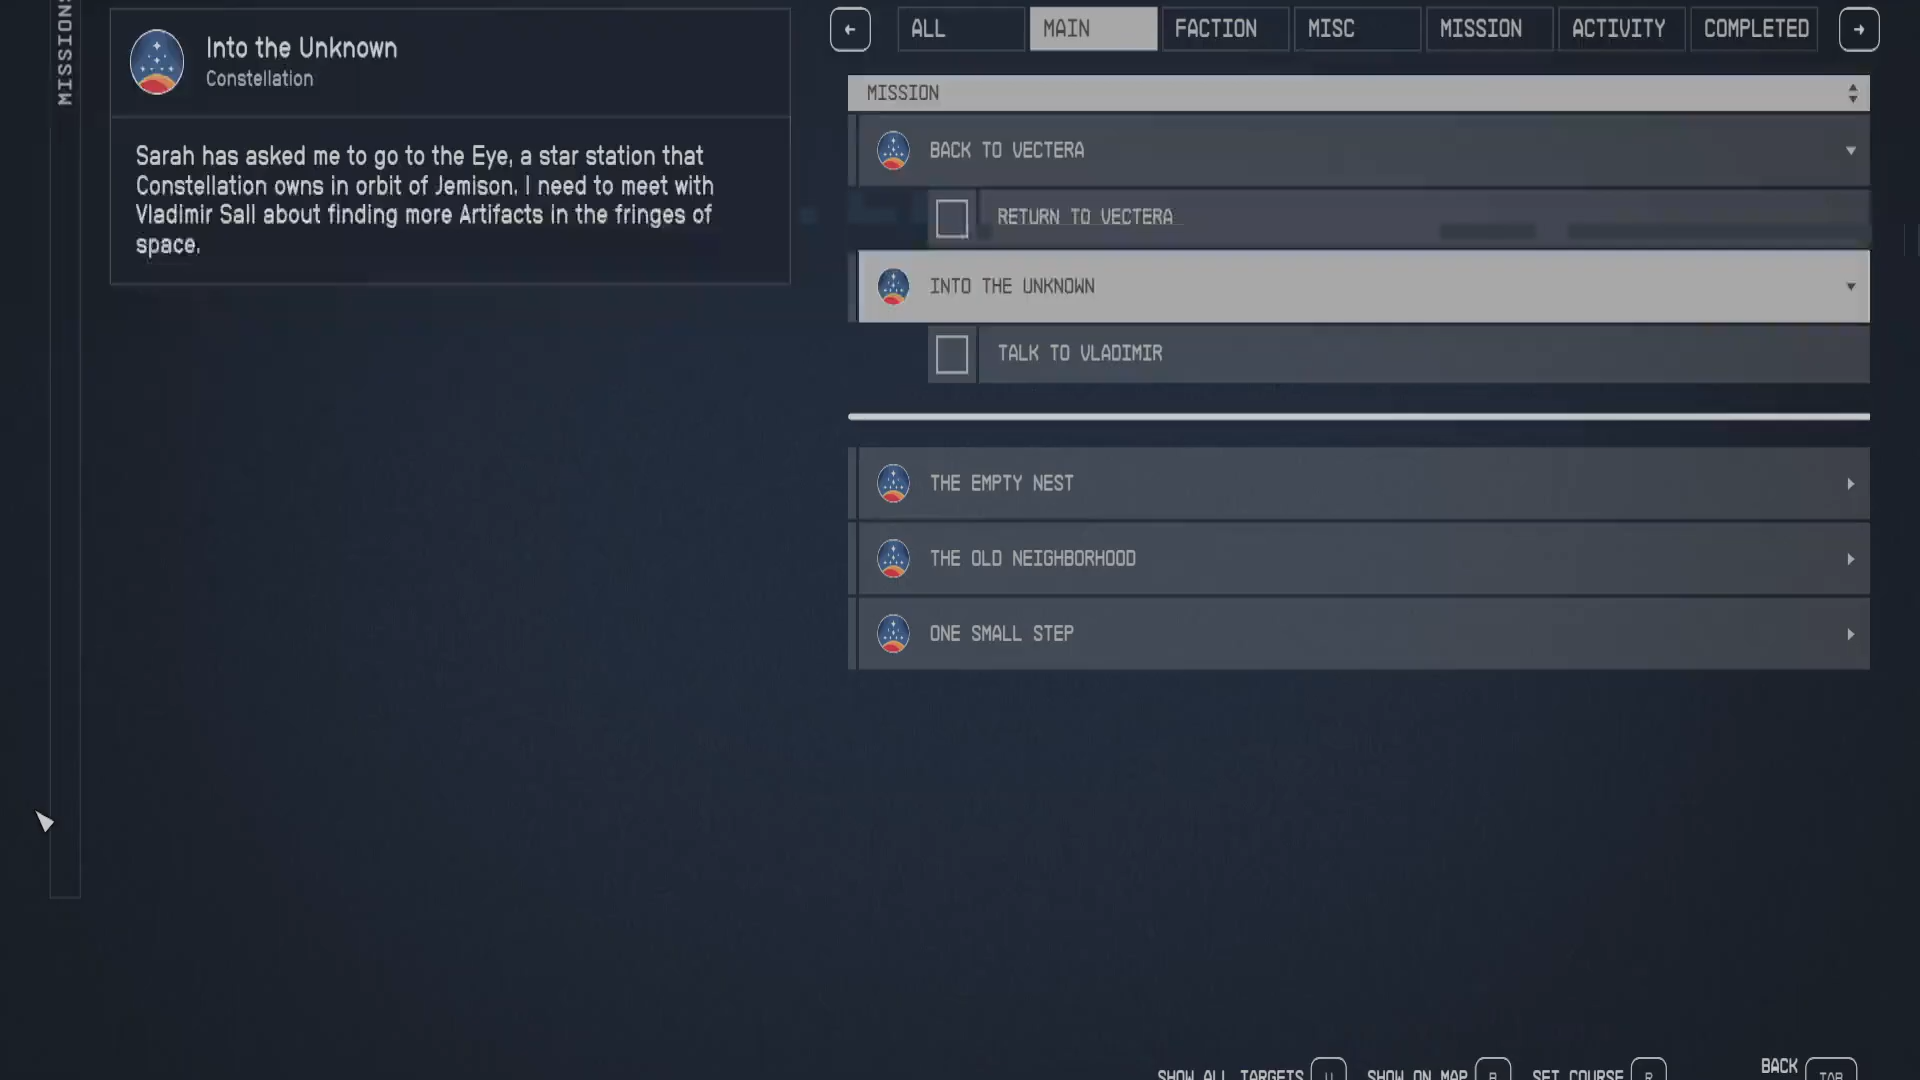 MISSIONS
Into the Unknown
Constellation
Sarah has asked me to go to the Eye, a star station that
Constellation owns in orbit of Jemison. I need to meet with
Vladimir Sall about finding more Artifacts in the fringes of
space.
ALL MAIN FACTION MISC MISSION ACTIVITY COMPLETED
MISSION
BACK TO VECTERA
RETURN TO VECTERA
INTO THE UNKNOWN
TALK TO VLADIMIR
THE EMPTY NEST
THE OLD NEIGHBORHOOD
ONE SMALL STEP
SHOW ALL TARGETS U SHOW ON MAP SET COURSE R BACK TAB